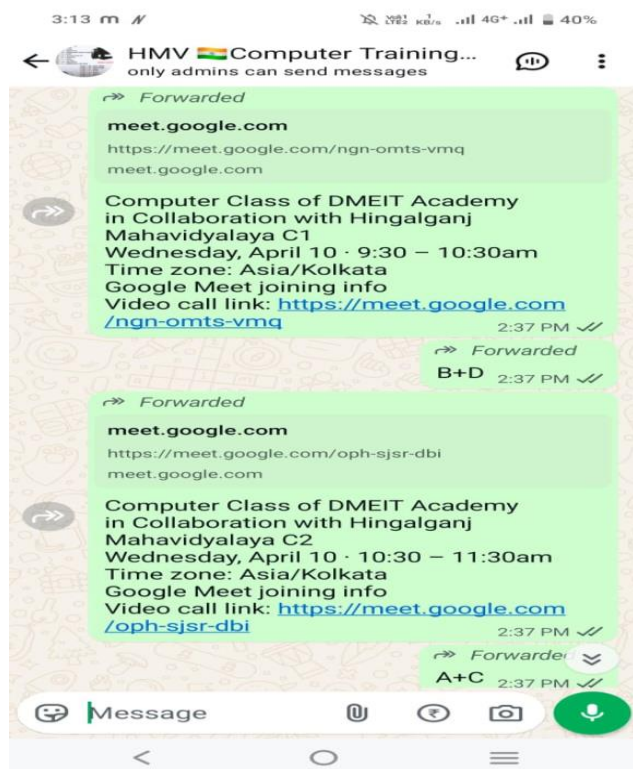 3:13
VoWiFi LTE2 1 KB/s 4G+ 40%
HMV 🇮🇳Computer Training...
only admins can send messages
Forwarded
meet.google.com
https://meet.google.com/ngn-omts-vmq
meet.google.com
Computer Class of DMEIT Academy
in Collaboration with Hingalganj
Mahavidyalaya C1
Wednesday, April 10 · 9:30 – 10:30am
Time zone: Asia/Kolkata
Google Meet joining info
Video call link: https://meet.google.com
/ngn-omts-vmq
2:37 PM
Forwarded
B+D 2:37 PM
Forwarded
meet.google.com
https://meet.google.com/oph-sjsr-dbi
meet.google.com
Computer Class of DMEIT Academy
in Collaboration with Hingalganj
Mahavidyalaya C2
Wednesday, April 10 · 10:30 – 11:30am
Time zone: Asia/Kolkata
Google Meet joining info
Video call link: https://meet.google.com
/oph-sjsr-dbi
2:37 PM
Forwarde
A+C 2:37 PM
Message